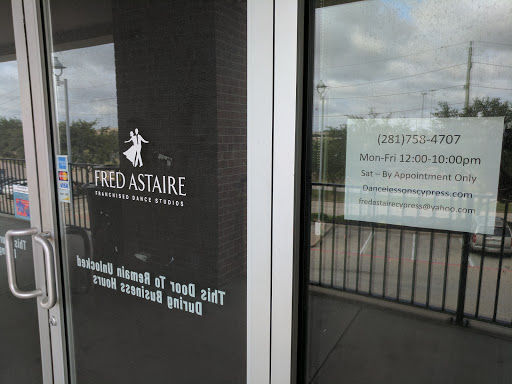 FRED ASTAIRE
FRANCHISED DANCE STUDIOS
This Door To Remain Unlocked
During Business Hours
(281)758-4707
Mon-Fri 12:00-10:00pm
Sat – By Appointment Only
Dancelessonscypress.com
fredastairecypress@yahoo.com